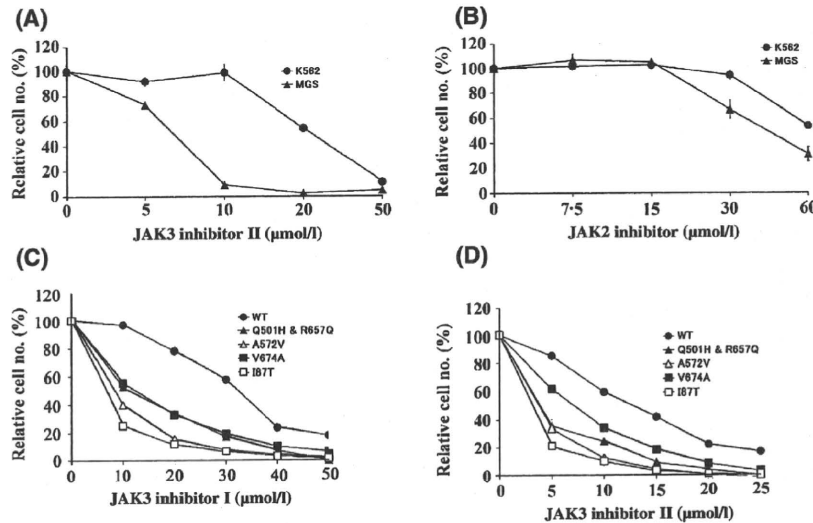 (A)
Relative cell no. (%)
120
100
80
60
40
20
0
K562
MGS
0 5 10 20 50
JAK3 inhibitor II (µmol/l)
(B)
Relative cell no. (%)
120
100
80
60
40
20
0
K562
MGS
0 7·5 15 30 60
JAK2 inhibitor (µmol/l)
(C)
Relative cell no. (%)
120
100
80
60
40
20
0
WT
Q501H & R657Q
A572V
V674A
I87T
0 10 20 30 40 50
JAK3 inhibitor I (µmol/l)
(D)
Relative cell no. (%)
120
100
80
60
40
20
0
WT
Q501H & R657Q
A572V
V674A
I87T
0 5 10 15 20 25
JAK3 inhibitor II (µmol/l)